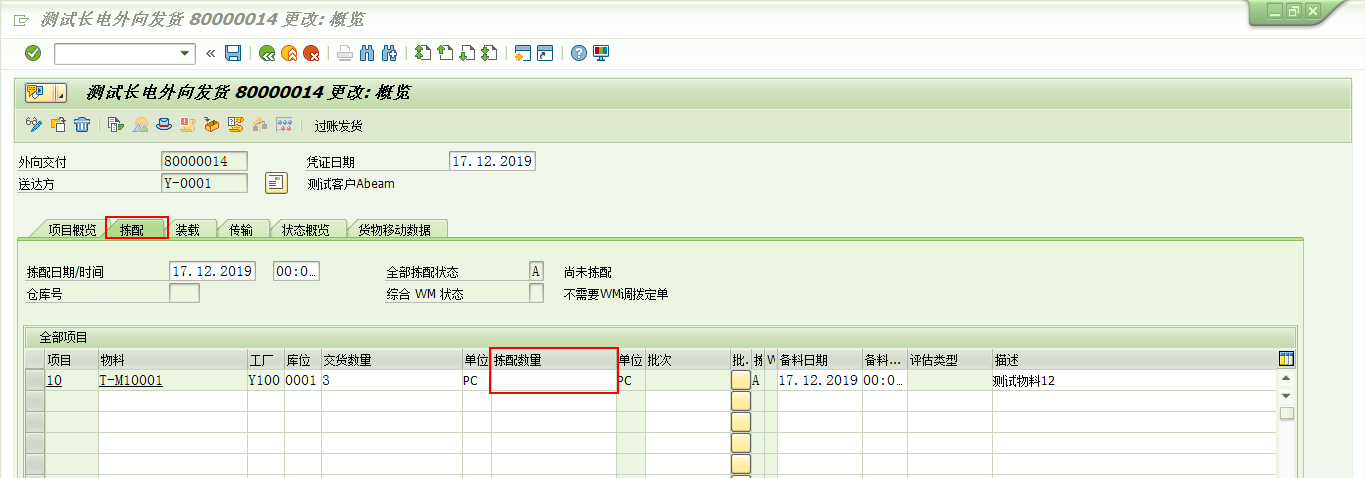 测试长电外向发货 80000014 更改: 概览
测试长电外向发货 80000014 更改: 概览
过账发货
外向交付 80000014 凭证日期 17.12.2019
送达方 Y-0001 测试客户Abeam
项目概览 拣配 装载 传输 状态概览 货物移动数据
拣配日期/时间 17.12.2019 00:0… 全部拣配状态 A 尚未拣配
仓库号 综合 WM 状态 不需要WM调拨定单
全部项目
项目 物料 工厂 库位 交货数量 单位 拣配数量 单位 批次 批. 拣 W 备料日期 备料... 评估类型 描述
10 T-M10001 Y100 0001 3 PC PC A 17.12.2019 00:0… 测试物料12